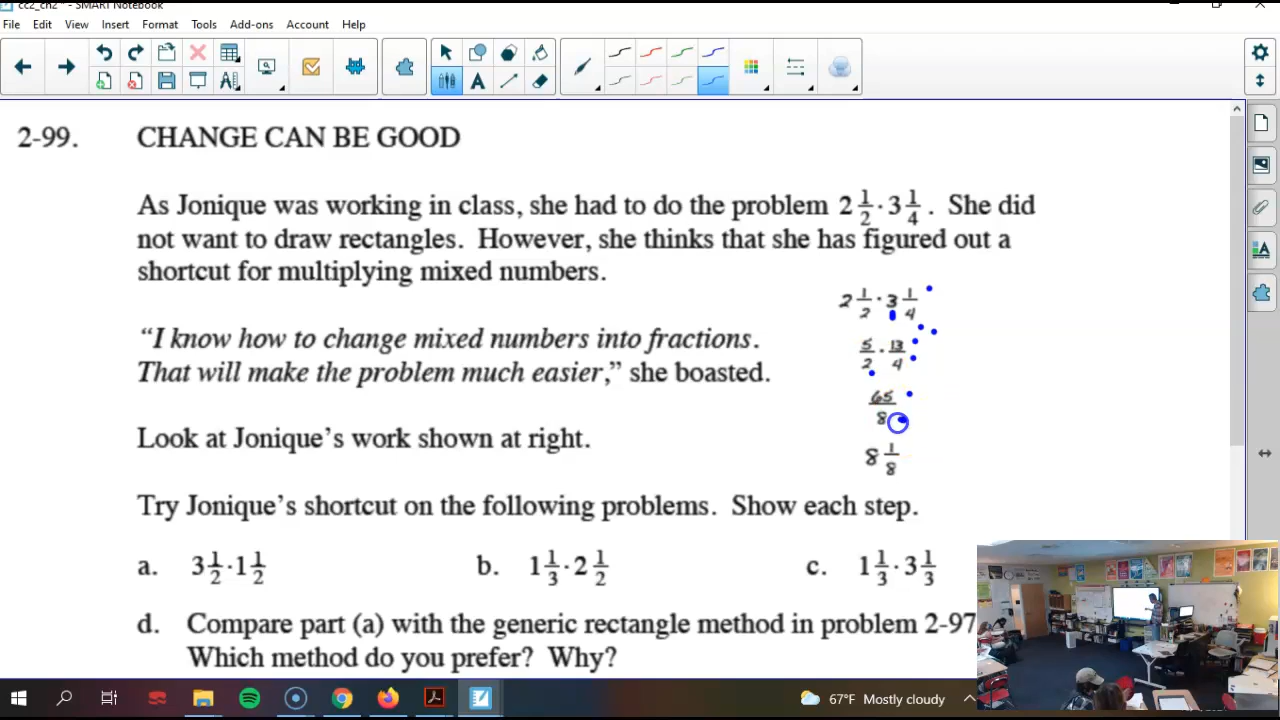 cc2_ch2 * - SMART Notebook
File Edit View Insert Format Tools Add-ons Account Help
2-99. CHANGE CAN BE GOOD
As Jonique was working in class, she had to do the problem 2 1/2 · 3 1/4 . She did
not want to draw rectangles. However, she thinks that she has figured out a
shortcut for multiplying mixed numbers.
2 1/2 · 3 1/4
“I know how to change mixed numbers into fractions.
That will make the problem much easier,” she boasted.
5/2 · 13/4
65/8
Look at Jonique’s work shown at right.
8 1/8
Try Jonique’s shortcut on the following problems. Show each step.
a. 3 1/2 · 1 1/2 b. 1 1/3 · 2 1/2 c. 1 1/3 · 3 1/3
d. Compare part (a) with the generic rectangle method in problem 2-97
Which method do you prefer? Why?
67°F Mostly cloudy